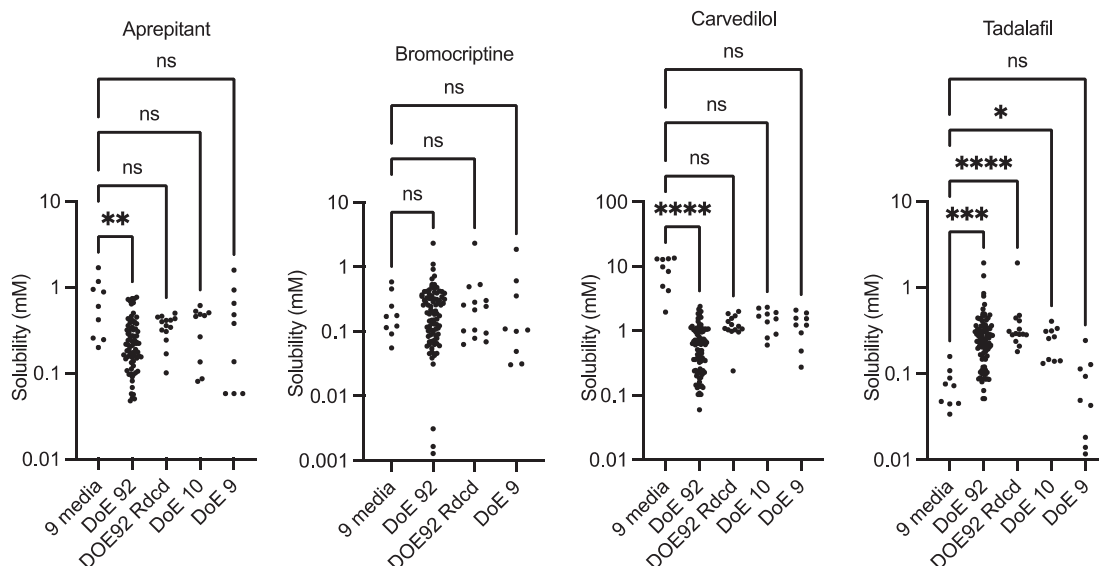 Aprepitant
ns
ns
ns
**
Solubility (mM)
10
1
0.1
0.01
9 media
DoE 92
DOE92 Rdcd
DoE 10
DoE 9
Bromocriptine
ns
ns
ns
Solubility (mM)
10
1
0.1
0.01
0.001
9 media
DoE 92
DOE92 Rdcd
DoE 9
Carvedilol
ns
ns
ns
****
Solubility (mM)
100
10
1
0.1
0.01
9 media
DoE 92
DOE92 Rdcd
DoE 10
DoE 9
Tadalafil
ns
*
****
***
Solubility (mM)
10
1
0.1
0.01
9 media
DoE 92
DOE92 Rdcd
DoE 10
DoE 9